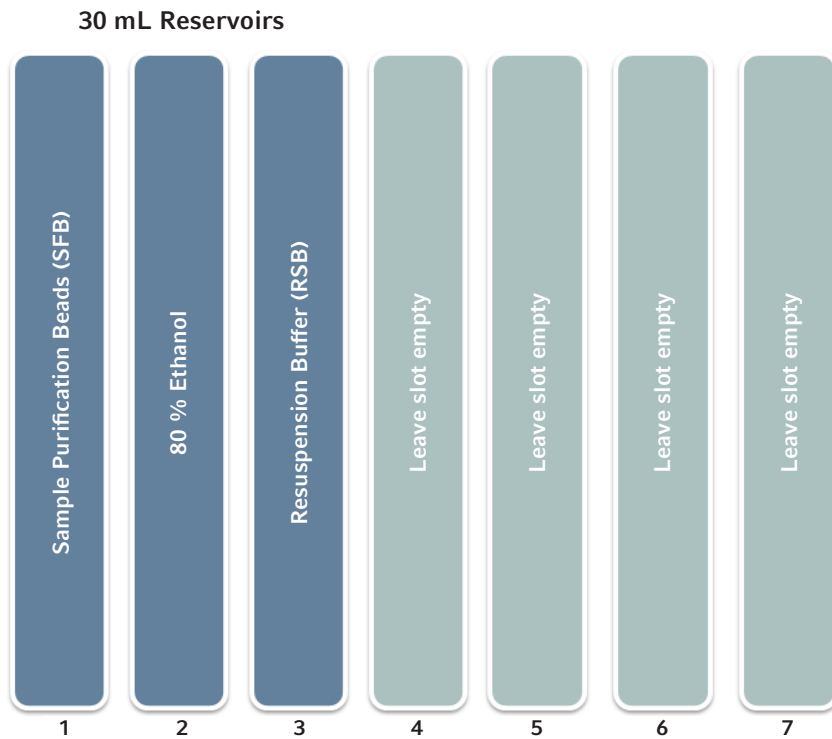 30 mL Reservoirs
Sample Purification Beads (SFB)
80 % Ethanol
Resuspension Buffer (RSB)
Leave slot empty
Leave slot empty
Leave slot empty
Leave slot empty
1 2 3 4 5 6 7